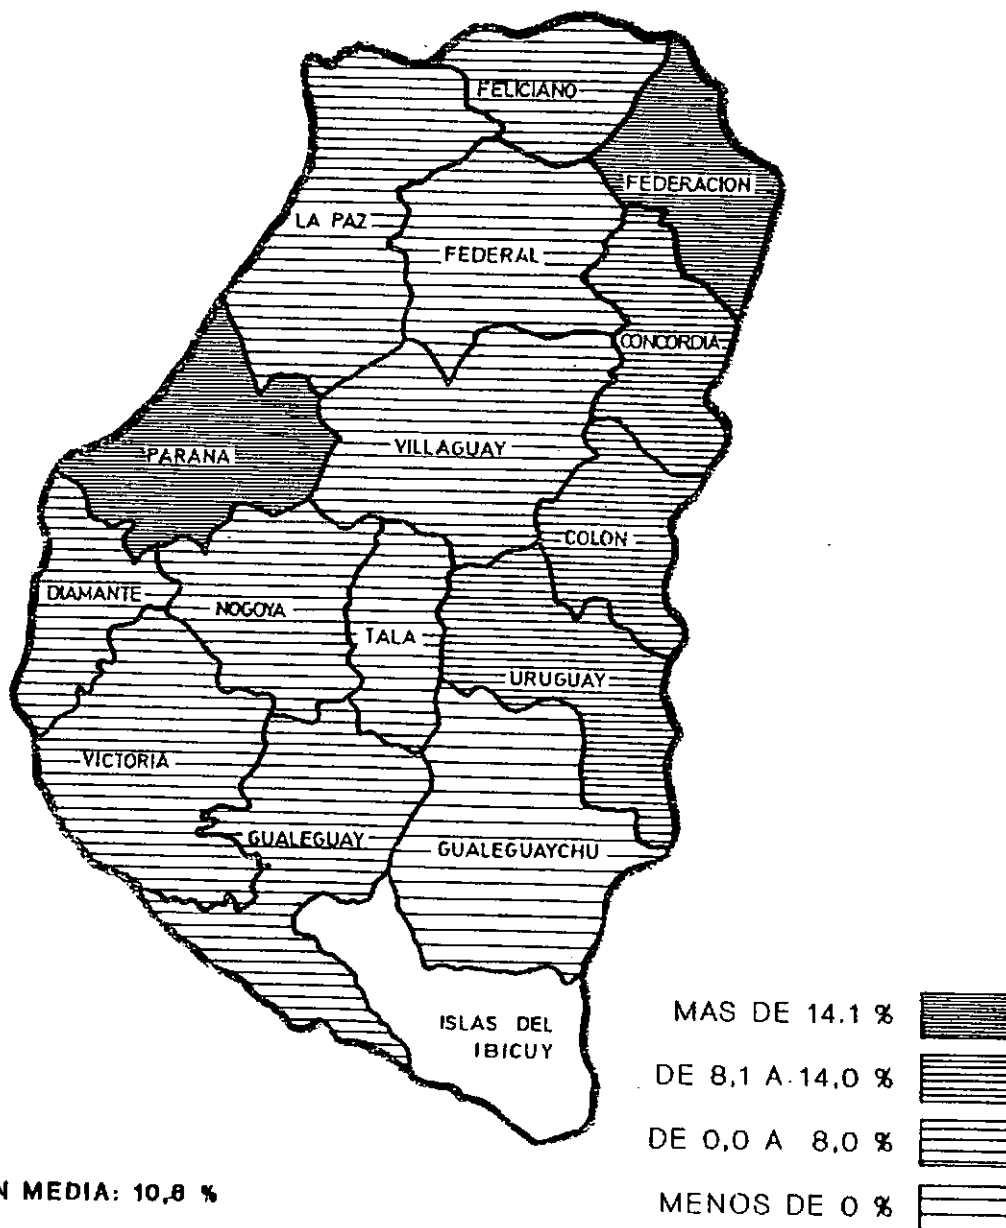 FELICIANO
FEDERACION
LA PAZ
FEDERAL
CONCORDIA
PARANA
VILLAGUAY
COLON
DIAMANTE
NOGOYA
TALA
URUGUAY
VICTORIA
GUALEGUAY
GUALEGUAYCHU
ISLAS DEL
IBICUY
MAS DE 14.1 %
DE 8,1 A 14,0 %
DE 0,0 A 8,0 %
N MEDIA: 10,8 %
MENOS DE 0 %